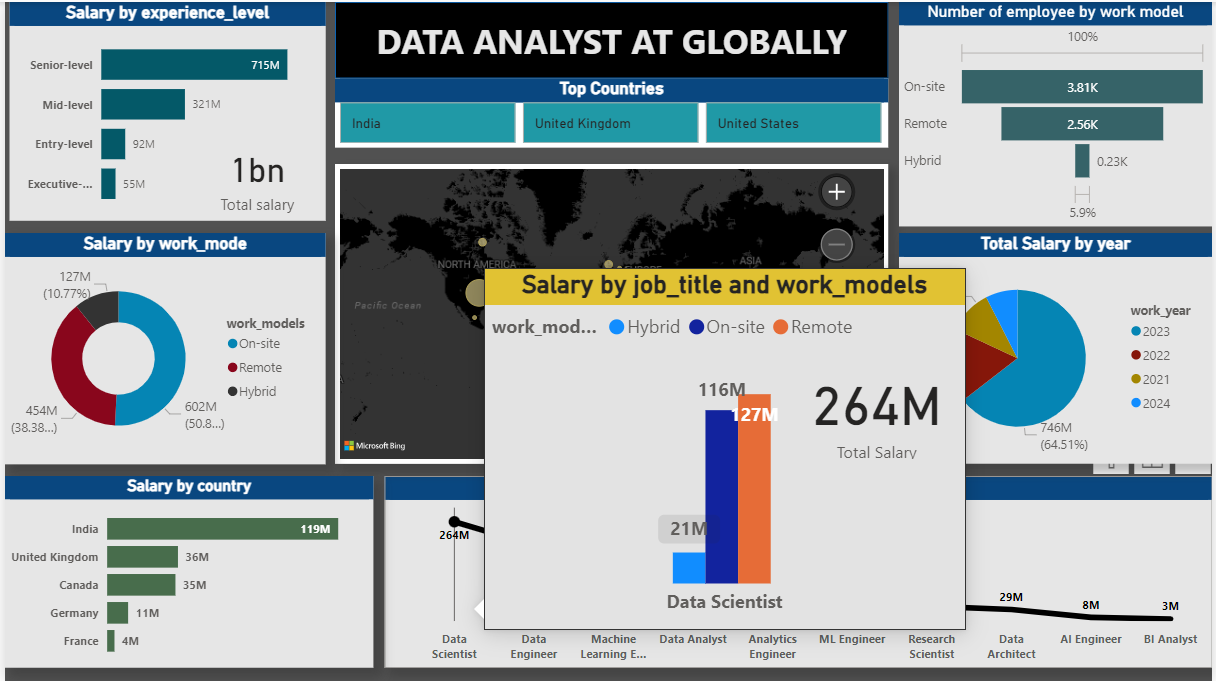 Salary by experience_level
Senior-level
715M
Mid-level
321M
Entry-level
92M
Executive-...
55M
1bn
Total salary
DATA ANALYST AT GLOBALLY
Top Countries
India
United Kingdom
United States
Number of employee by work model
100%
On-site
3.81K
Remote
2.56K
Hybrid
0.23K
5.9%
Salary by work_mode
127M
(10.77%)
454M
(38.38...)
602M
(50.8...)
work_models
On-site
Remote
Hybrid
NORTH AMERICA
ASIA
Pacific Ocean
Microsoft Bing
Total Salary by year
746M
(64.51%)
work_year
2023
2022
2021
2024
Salary by job_title and work_models
work_mod...
Hybrid
On-site
Remote
116M
127M
21M
Data Scientist
264M
Total Salary
Salary by country
India
119M
United Kingdom
36M
Canada
35M
Germany
11M
France
4M
264M
29M
8M
3M
Data
Scientist
Data
Engineer
Machine
Learning E...
Data Analyst
Analytics
Engineer
ML Engineer
Research
Scientist
Data
Architect
AI Engineer
BI Analyst